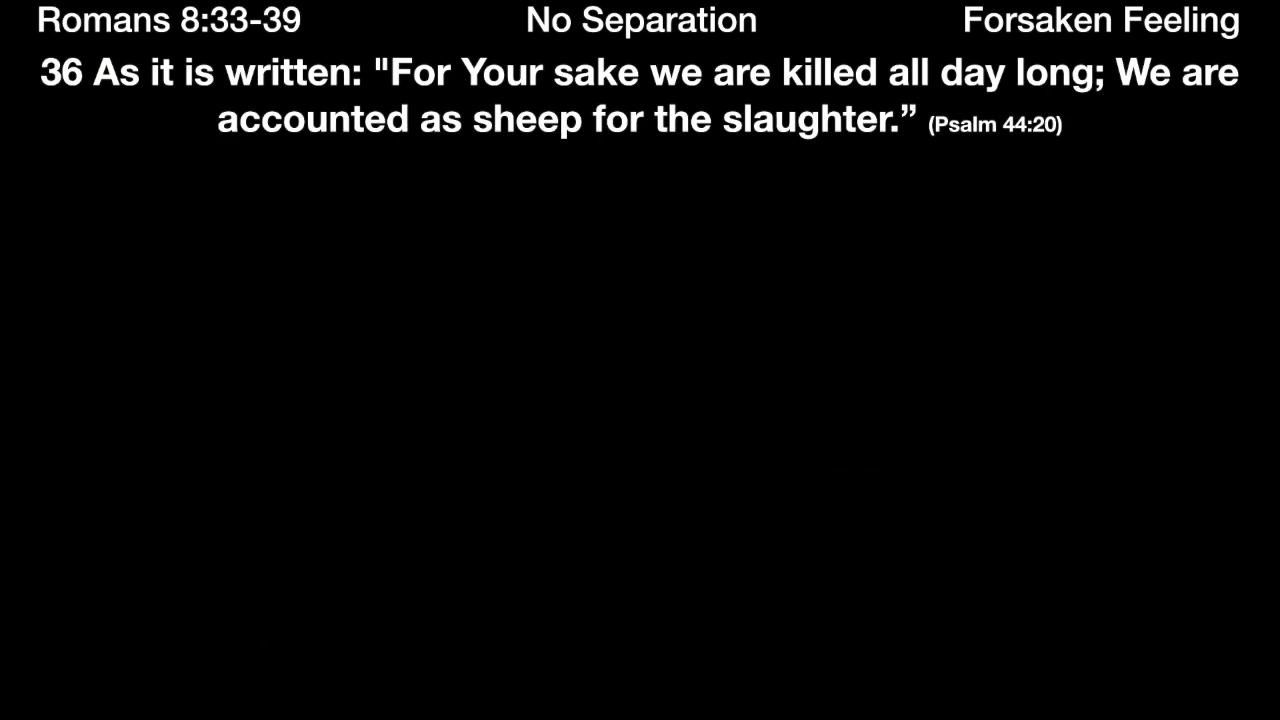 Romans 8:33-39 No Separation Forsaken Feeling
36 As it is written: "For Your sake we are killed all day long; We are
accounted as sheep for the slaughter.” (Psalm 44:20)